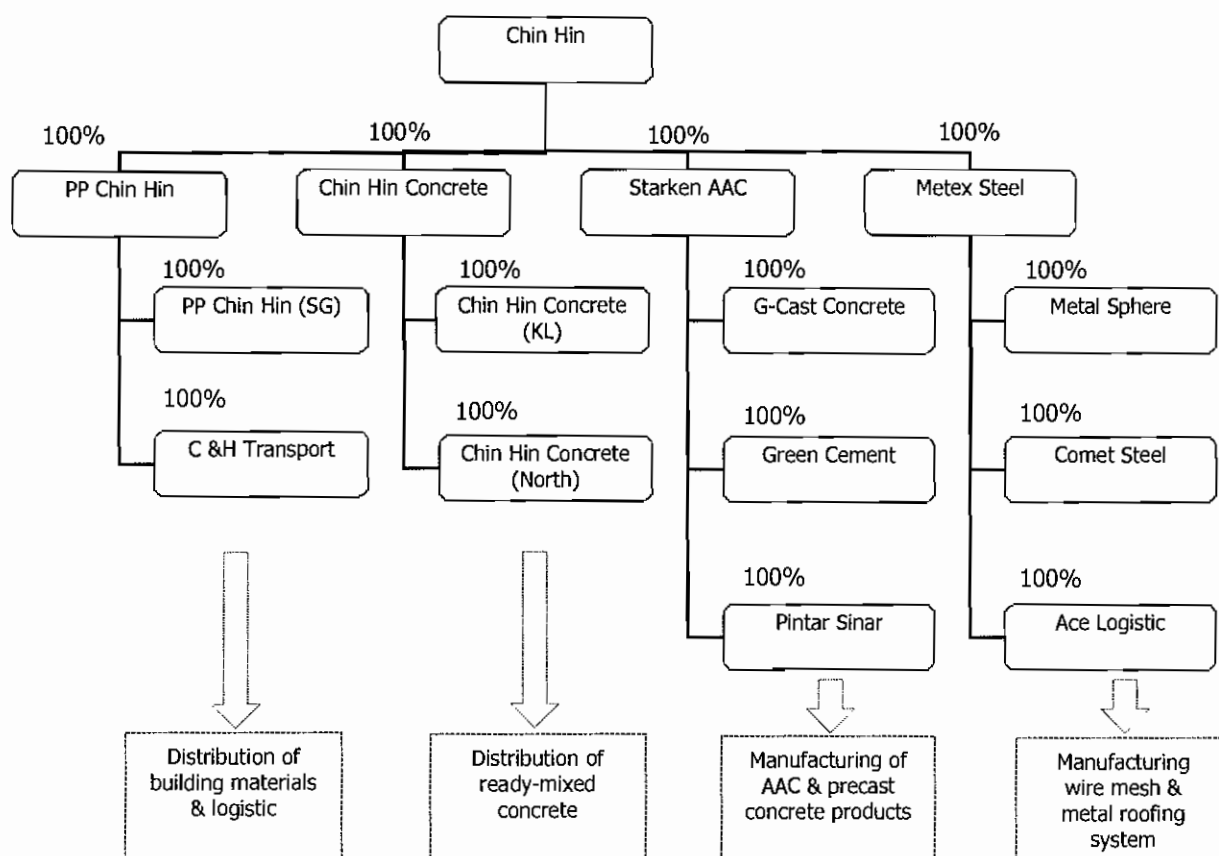 Chin Hin
100%
100%
100%
100%
PP Chin Hin
Chin Hin Concrete
Starken AAC
Metex Steel
100%
100%
100%
100%
PP Chin Hin (SG)
Chin Hin Concrete
(KL)
G-Cast Concrete
Metal Sphere
100%
100%
100%
100%
C &H Transport
Chin Hin Concrete
(North)
Green Cement
Comet Steel
100%
100%
Pintar Sinar
Ace Logistic
Distribution of
building materials
& logistic
Distribution of
ready-mixed
concrete
Manufacturing of
AAC & precast
concrete products
Manufacturing
wire mesh &
metal roofing
system